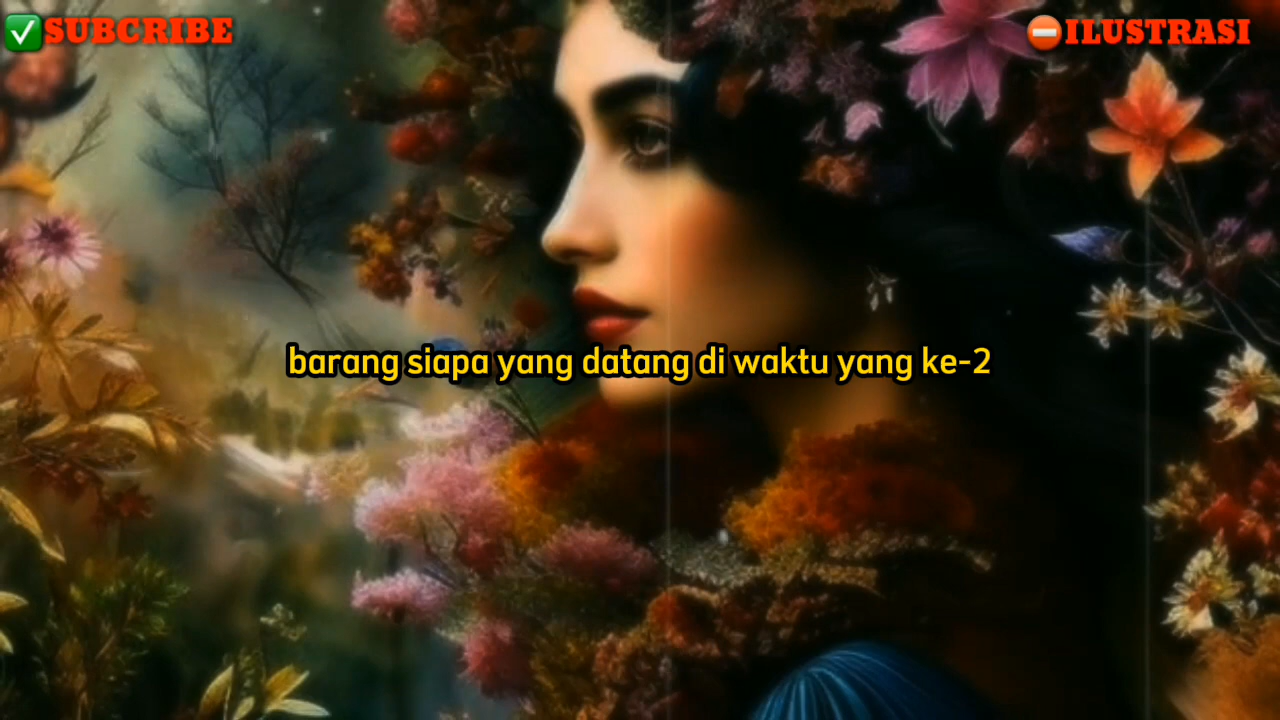 ✅SUBCRIBE
⛔ILUSTRASI
barang siapa yang datang di waktu yang ke-2